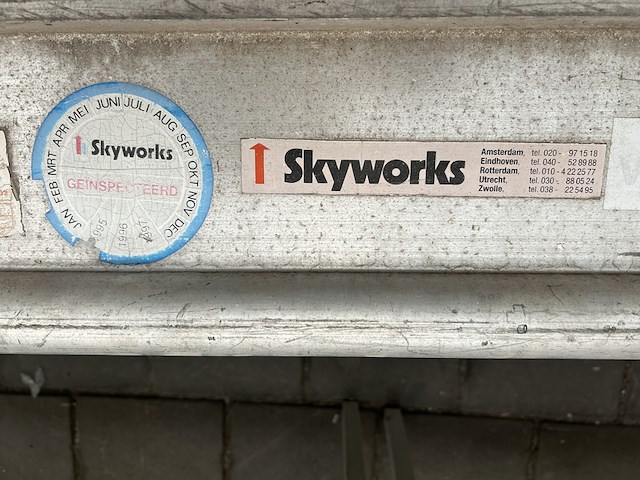 JAN FEB MRT APR MEI JUNI JULI AUG SEP OKT NOV DEC
Skyworks
GEÏNSPECTEERD
1995 1996 1997
Skyworks
Amsterdam, tel. 020 - 97 15 18
Eindhoven, tel. 040 - 52 89 88
Rotterdam, tel. 010 - 4 22 25 77
Utrecht, tel. 030 - 88 05 24
Zwolle, tel. 038 - 22 54 95